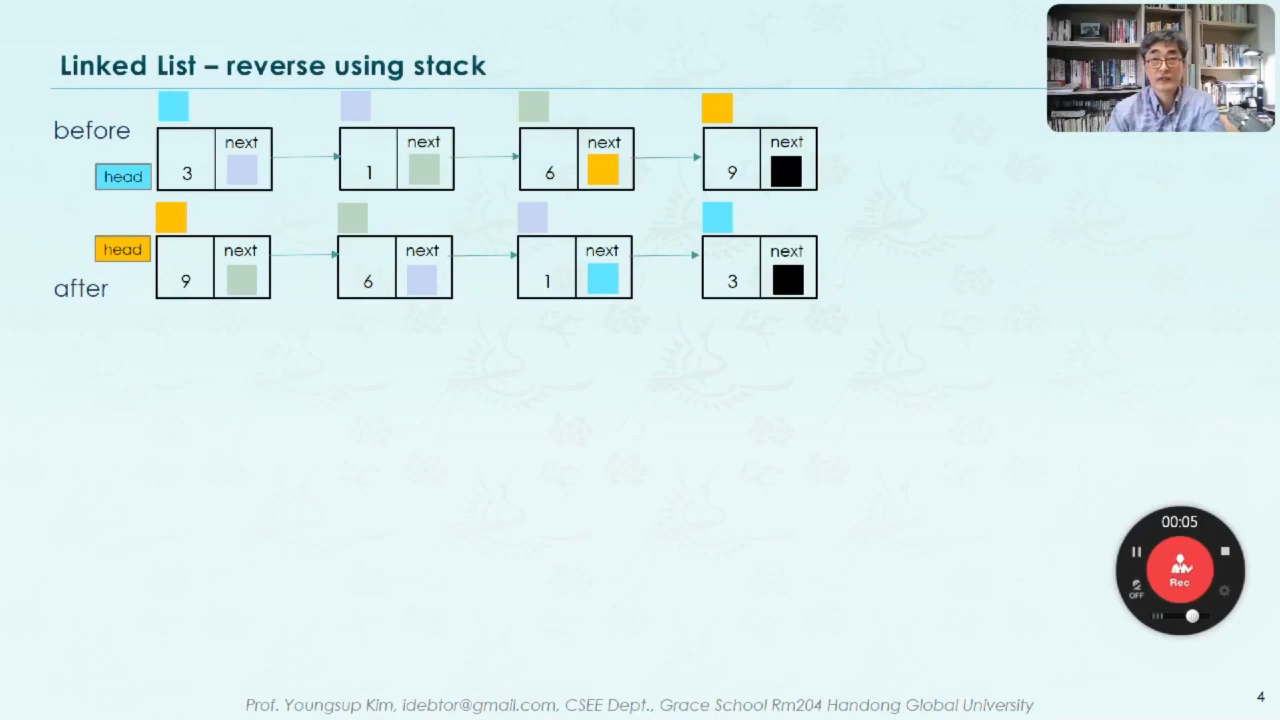 Linked List – reverse using stack
before
head
3 next
1 next
6 next
9 next
head
after
9 next
6 next
1 next
3 next
00:05
Rec
OFF
Prof. Youngsup Kim, idebtor@gmail.com, CSEE Dept., Grace School Rm204 Handong Global University
4